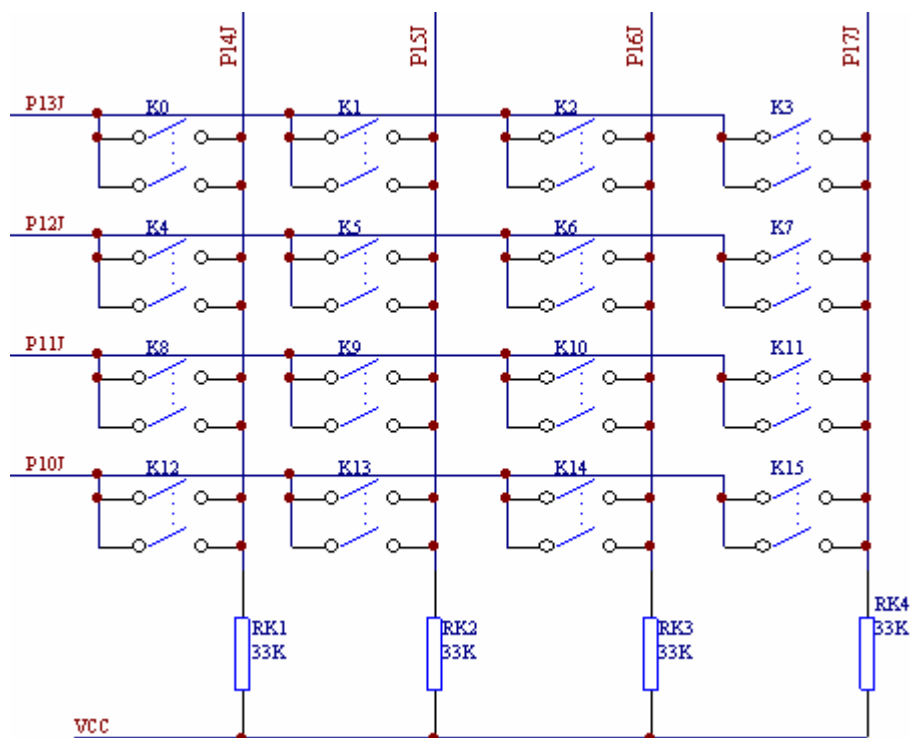 P14J P15J P16J P17J
P13J K0 K1 K2 K3
P12J K4 K5 K6 K7
P11J K8 K9 K10 K11
P10J K12 K13 K14 K15
RK1 RK2 RK3 RK4
33K 33K 33K 33K
VCC